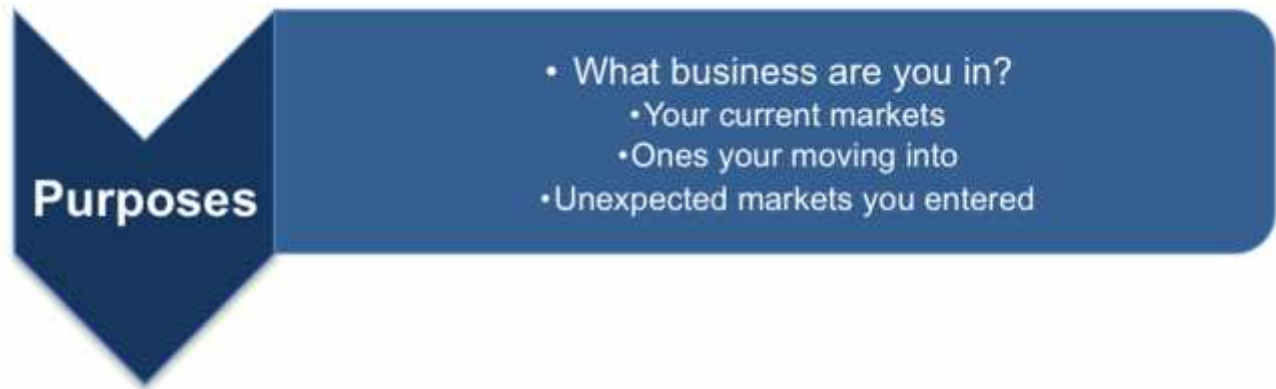 Purposes
• What business are you in?
•Your current markets
•Ones your moving into
•Unexpected markets you entered